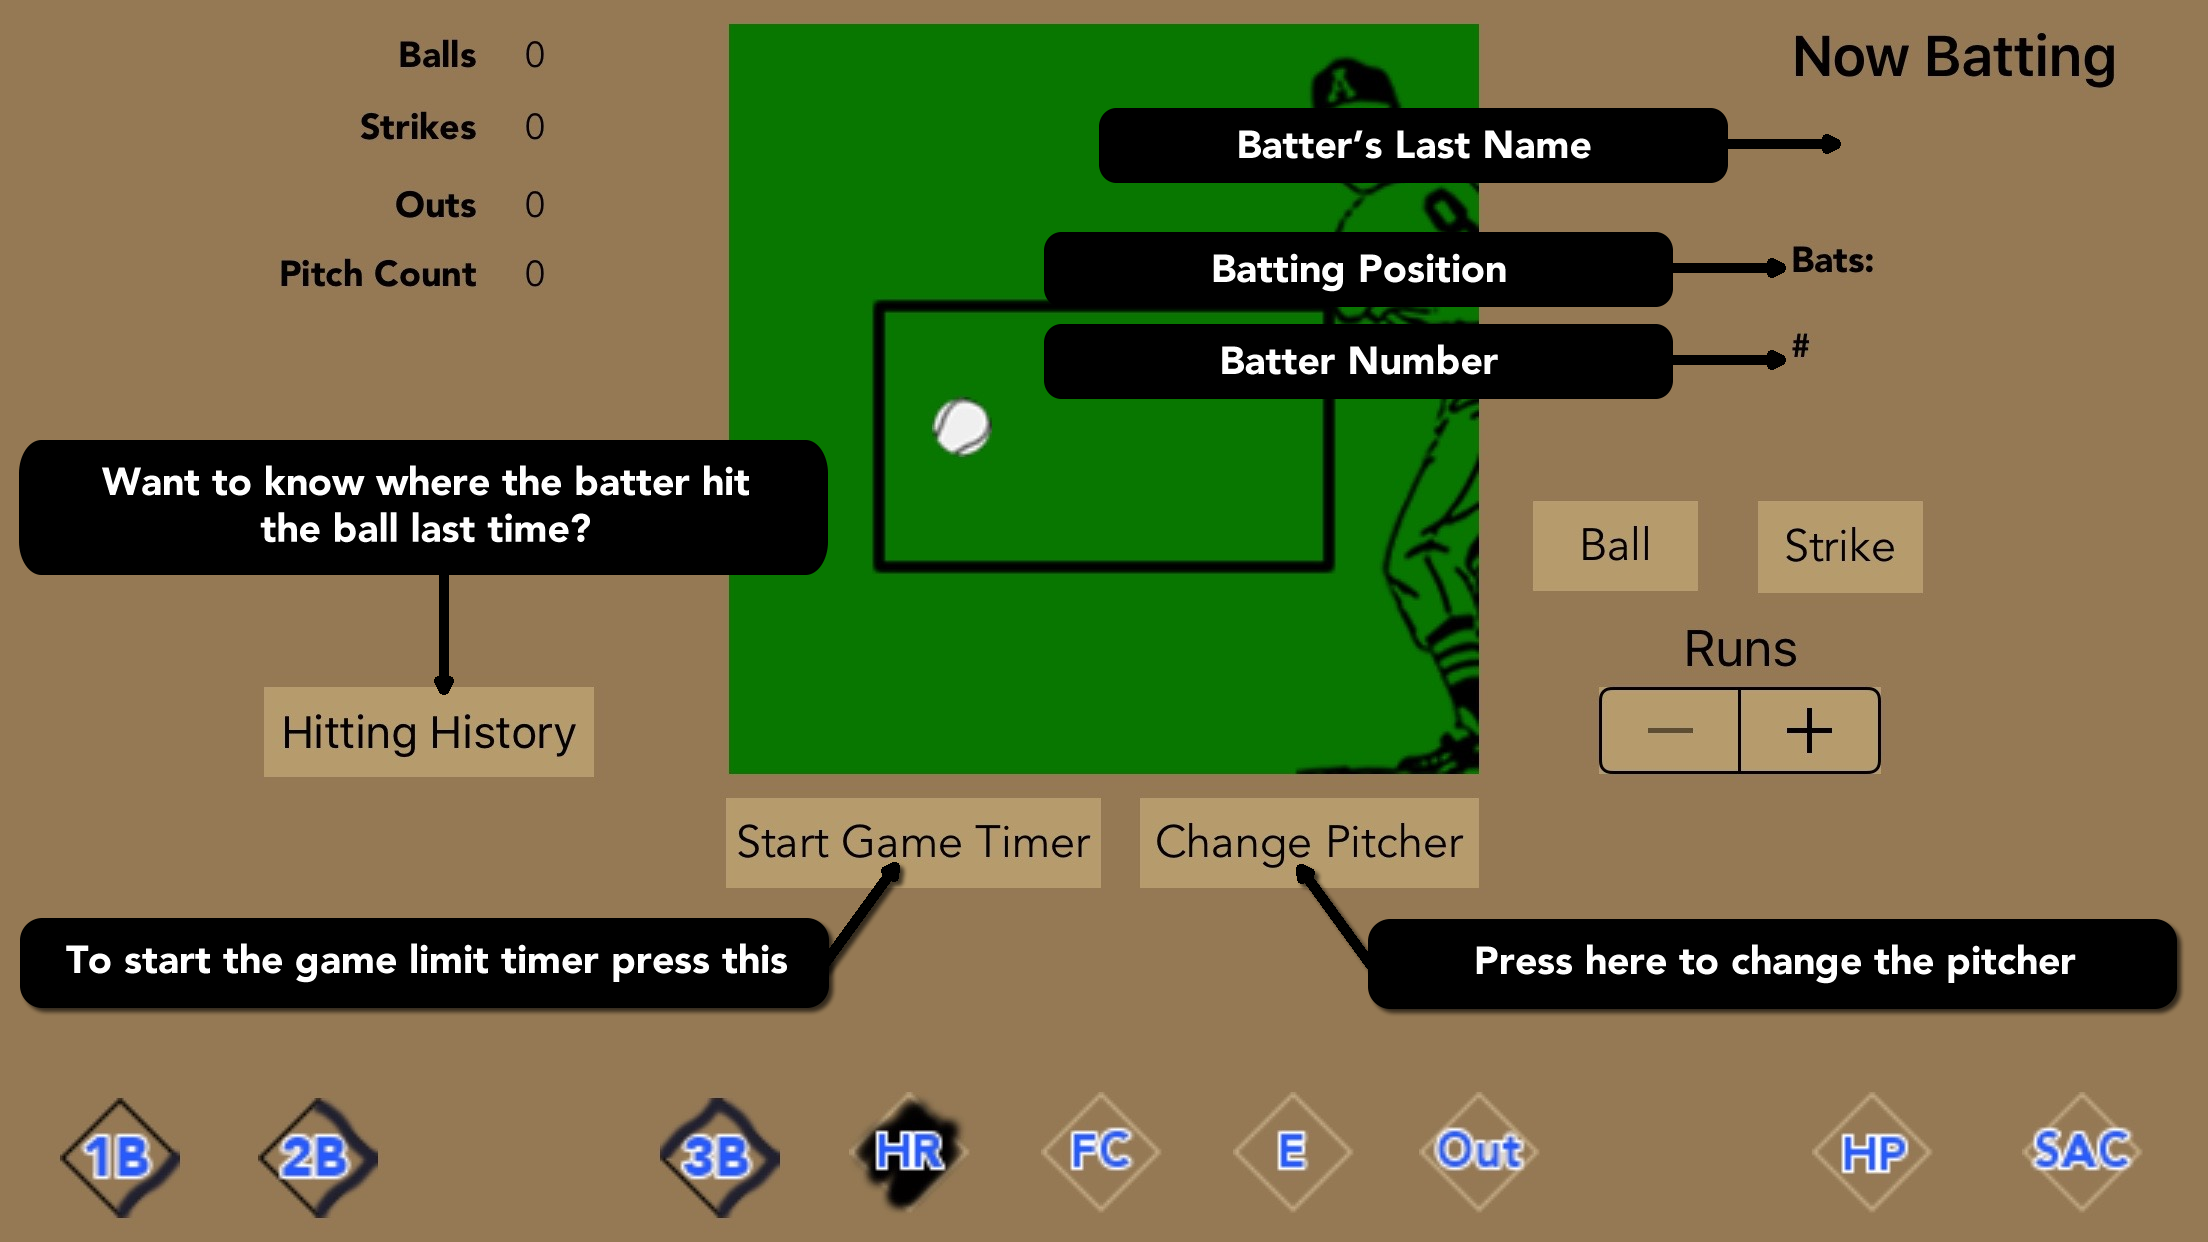 Balls 0
Now Batting
Strikes 0
Batter's Last Name
Outs 0
Pitch Count 0
Batting Position
Bats:
Batter Number
#
A
Want to know where the batter hit
the ball last time?
Ball
Strike
Runs
Hitting History
− +
Start Game Timer
Change Pitcher
To start the game limit timer press this
Press here to change the pitcher
1B 2B 3B HR FC E Out HP SAC